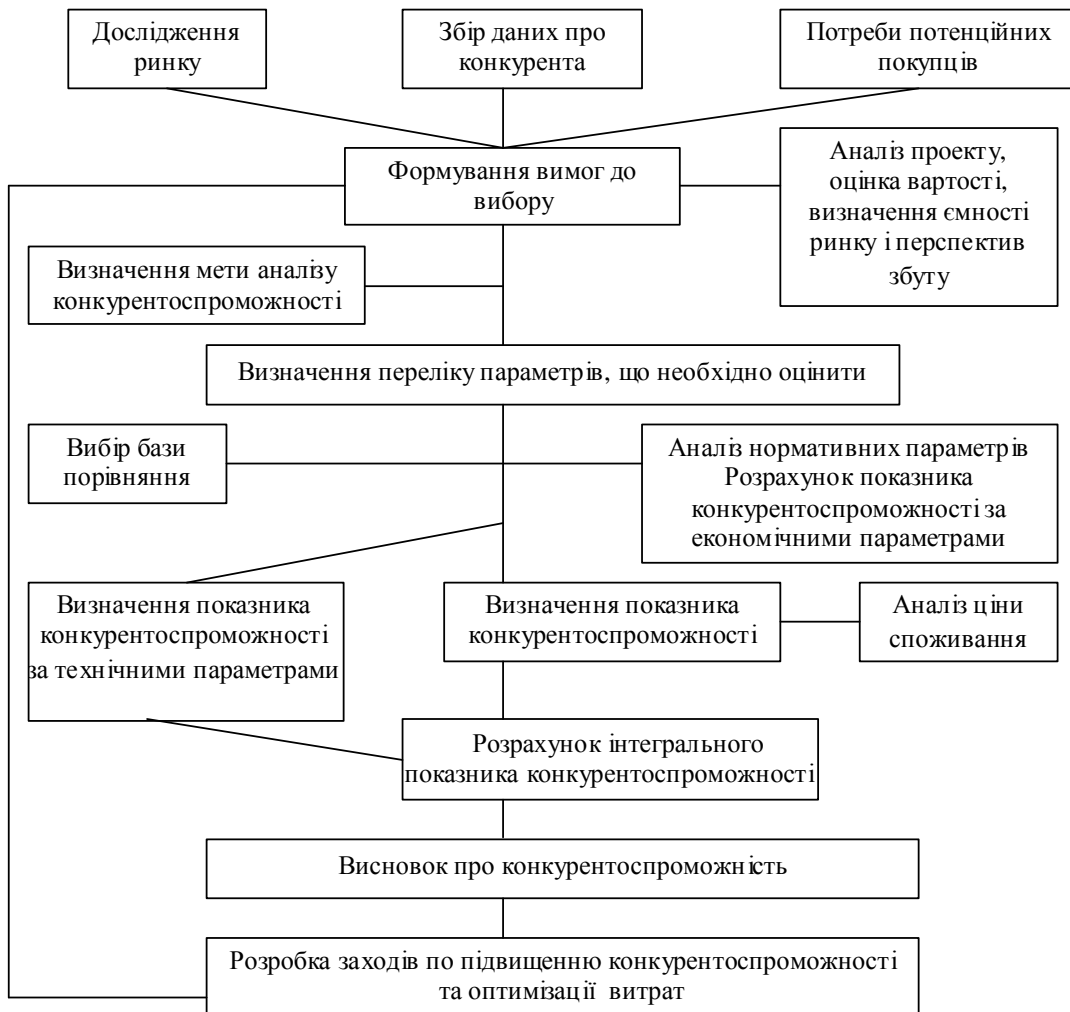 Дослідження
ринку
Збір даних про
конкурента
Потреби потенційних
покупців
Формування вимог до
вибору
Аналіз проекту,
оцінка вартості,
визначення ємності
ринку і перспектив
збуту
Визначення мети аналізу
конкурентоспроможності
Визначення переліку параметрів, що необхідно оцінити
Вибір бази
порівняння
Аналіз нормативних параметрів
Розрахунок показника
конкурентоспроможності за
економічними параметрами
Визначення показника
конкурентоспроможності
за технічними параметрами
Визначення показника
конкурентоспроможності
Аналіз ціни
споживання
Розрахунок інтегрального
показника конкурентоспроможності
Висновок про конкурентоспроможність
Розробка заходів по підвищенню конкурентоспроможності
та оптимізації витрат